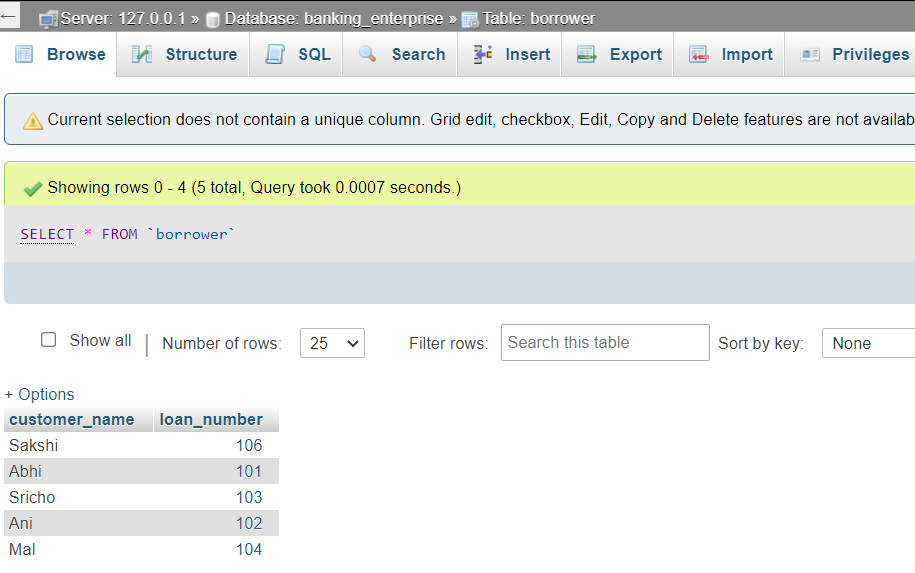 Server: 127.0.0.1 » Database: banking_enterprise » Table: borrower
Browse Structure SQL Search Insert Export Import Privileges
Current selection does not contain a unique column. Grid edit, checkbox, Edit, Copy and Delete features are not availab
Showing rows 0 - 4 (5 total, Query took 0.0007 seconds.)
SELECT * FROM `borrower`
Show all | Number of rows: 25 Filter rows: Search this table Sort by key: None
+ Options
customer_name loan_number
Sakshi 106
Abhi 101
Sricho 103
Ani 102
Mal 104